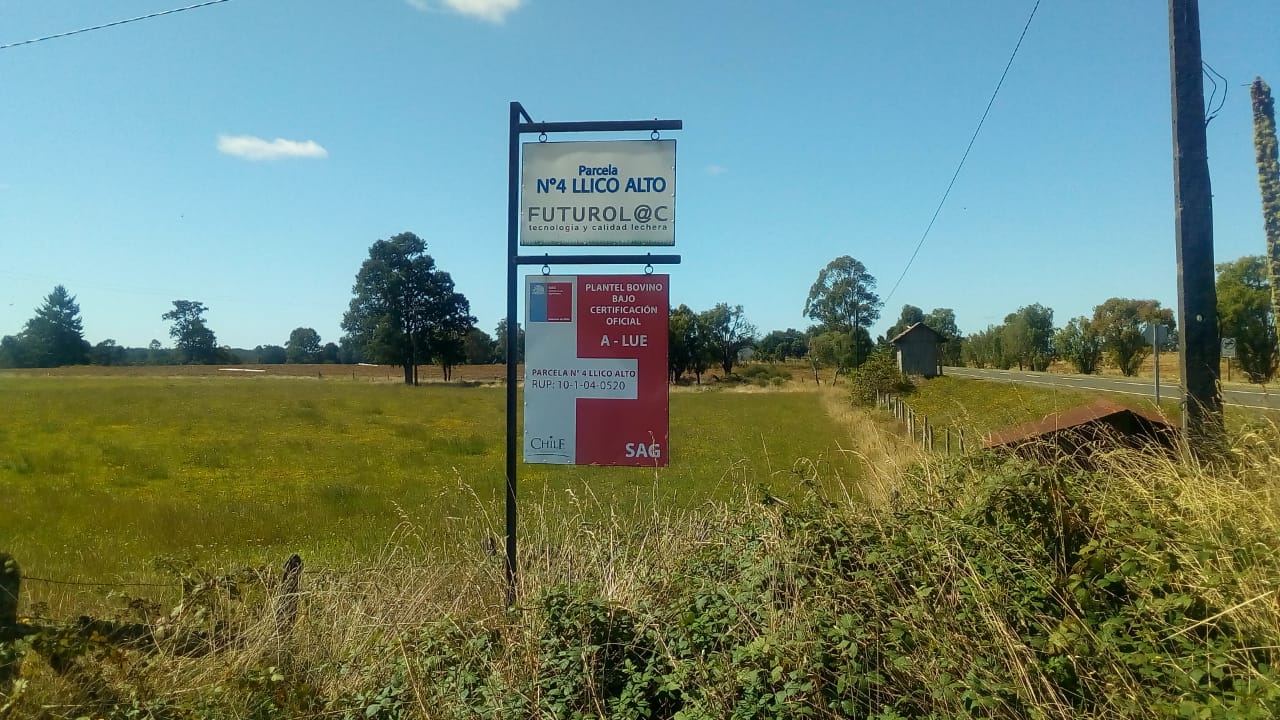 Parcela
N°4 LLICO ALTO
FUTUROL@C
tecnología y calidad lechera
PLANTEL BOVINO
BAJO
CERTIFICACIÓN
OFICIAL
A - LUE
PARCELA N° 4 LLICO ALTO
RUP: 10-1-04-0520
CHILE
SAG